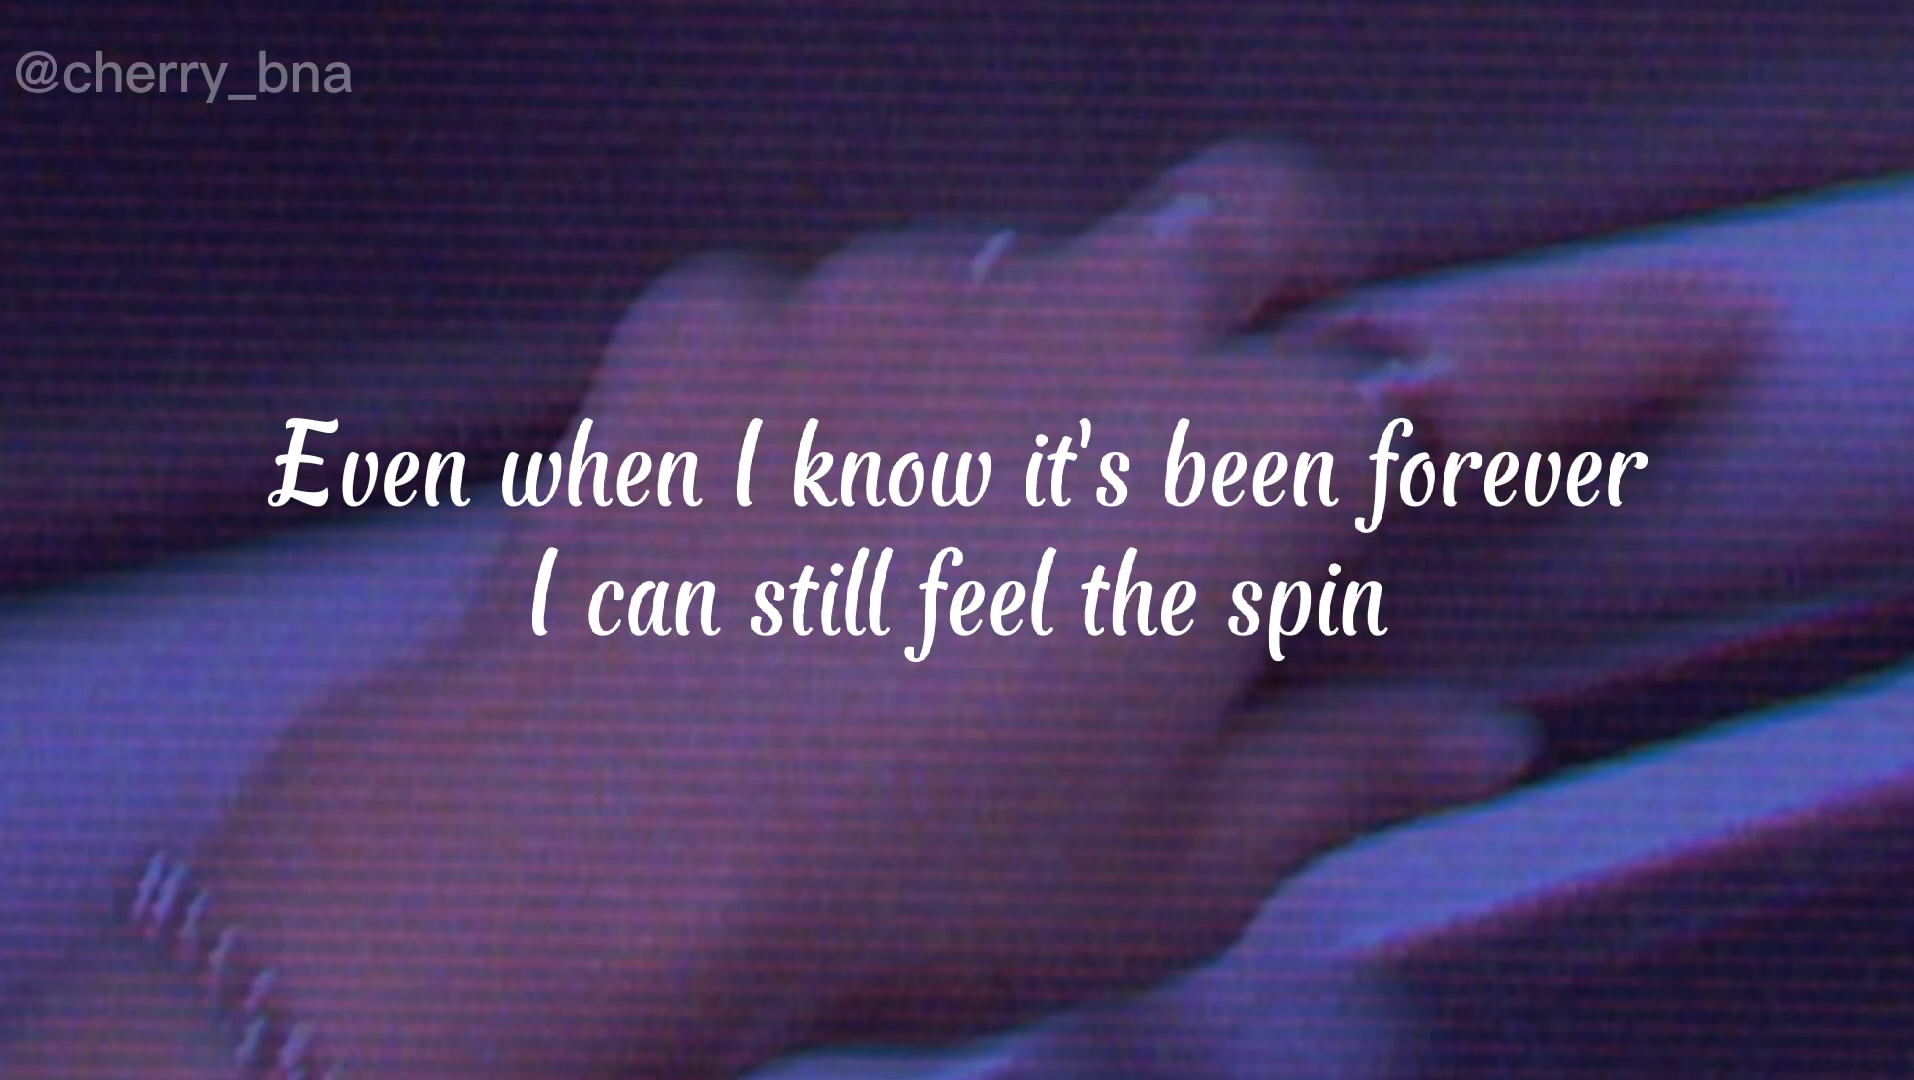 @cherry_bna
Even when I know it's been forever
I can still feel the spin